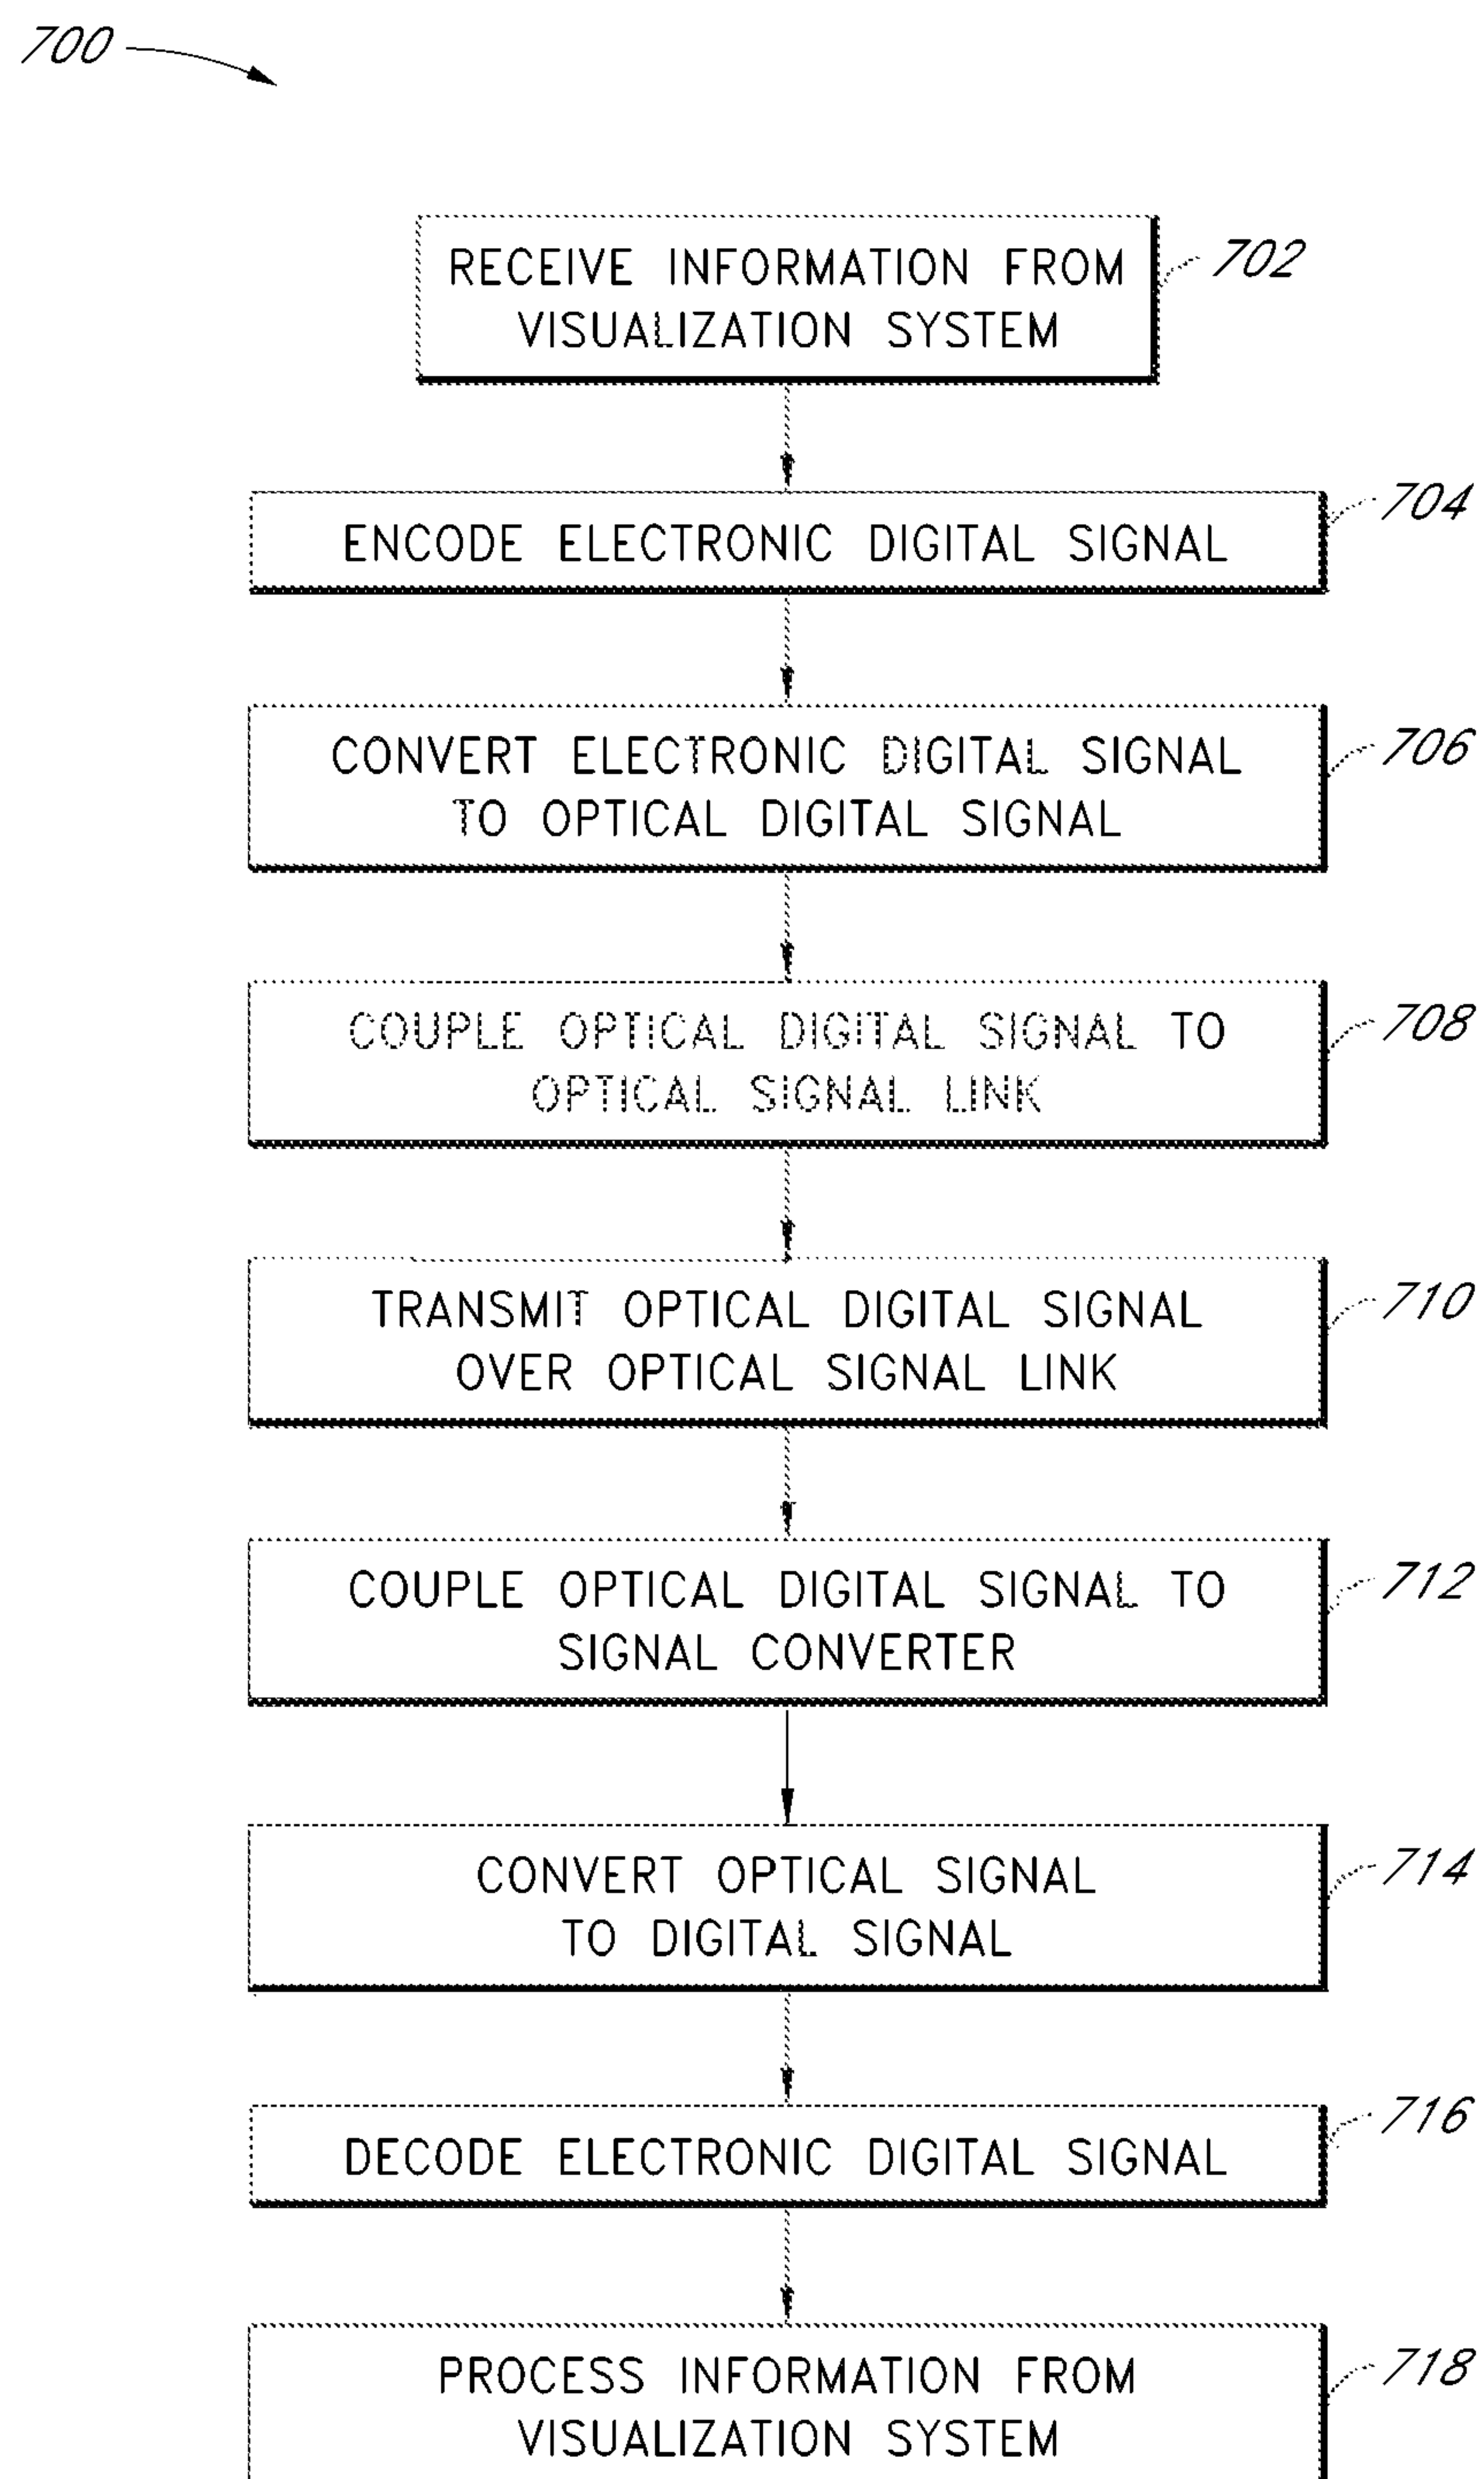 700
RECEIVE INFORMATION FROM
VISUALIZATION SYSTEM
702
ENCODE ELECTRONIC DIGITAL SIGNAL
704
CONVERT ELECTRONIC DIGITAL SIGNAL
TO OPTICAL DIGITAL SIGNAL
706
COUPLE OPTICAL DIGITAL SIGNAL TO
OPTICAL SIGNAL LINK
708
TRANSMIT OPTICAL DIGITAL SIGNAL
OVER OPTICAL SIGNAL LINK
710
COUPLE OPTICAL DIGITAL SIGNAL TO
SIGNAL CONVERTER
712
CONVERT OPTICAL SIGNAL
TO DIGITAL SIGNAL
714
DECODE ELECTRONIC DIGITAL SIGNAL
716
PROCESS INFORMATION FROM
VISUALIZATION SYSTEM
718